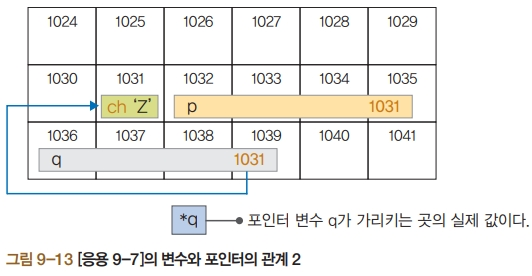 1024 1025 1026 1027 1028 1029
1030 1031 1032 1033 1034 1035
ch 'Z' p 1031
1036 1037 1038 1039 1040 1041
q 1031
*q 포인터 변수 q가 가리키는 곳의 실제 값이다.
그림 9-13 [응용 9-7]의 변수와 포인터의 관계 2